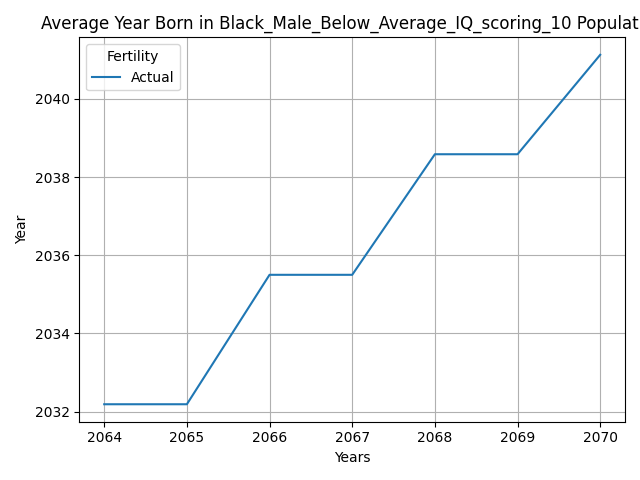 Average Year Born in Black_Male_Below_Average_IQ_scoring_10 Populat
Fertility
Actual
Year
2040
2038
2036
2034
2032
2064 2065 2066 2067 2068 2069 2070
Years